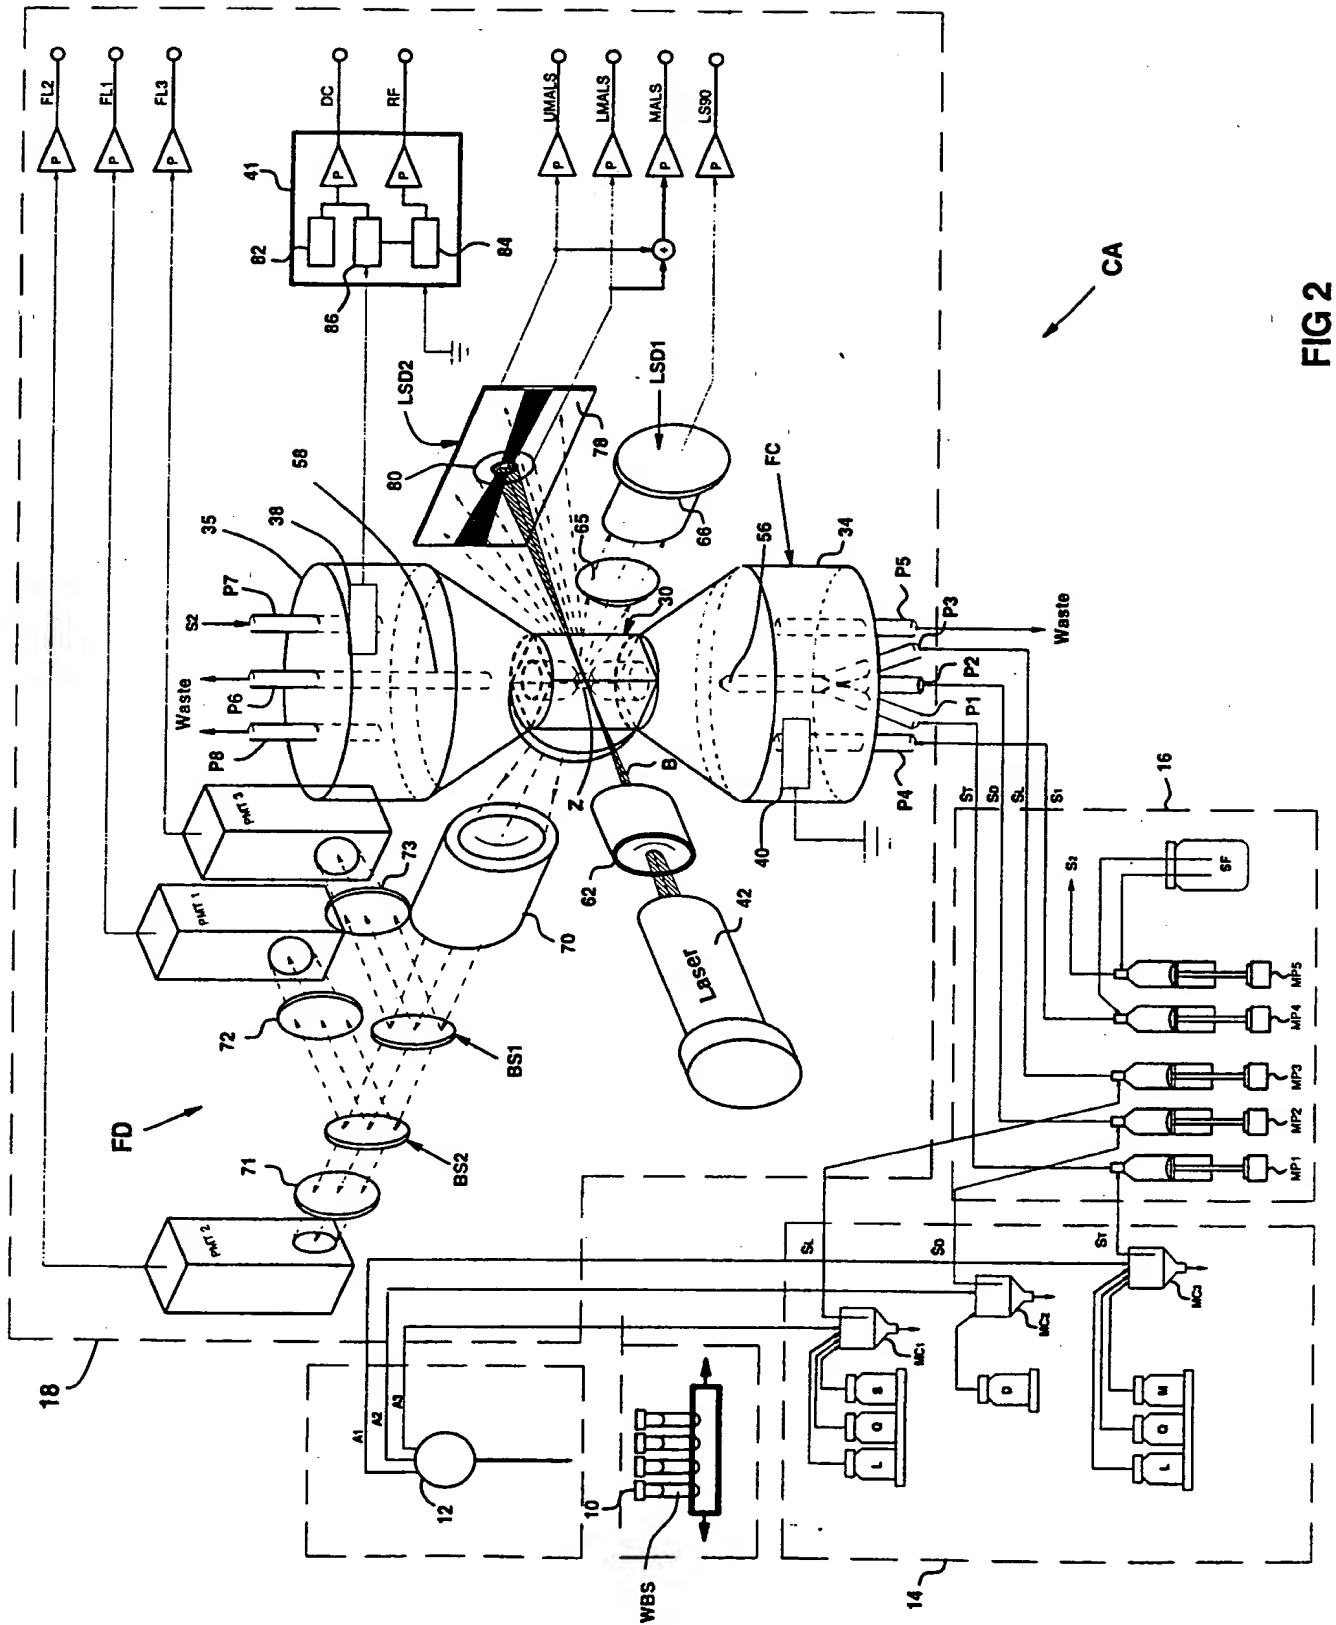 FL2
FL1
FL3
DC
RF
UMALS
LMALS
MALS
LS90
P
P
P
P
P
P
P
P
P
41
82
86
84
CA
FIG 2
LSD2
LSD1
80
78
58
38
35
65
66
30
56
FC
34
P7
S2
P6
Waste
P8
P5
P3
Waste
P2
P1
P4
Z
B
62
40
42
Laser
70
73
72
71
PMT 3
PMT 1
PMT 2
BS1
BS2
FD
ST
SD
SL
S1
16
S2
SF
MP5
MP4
MP3
MP2
MP1
18
SL
SD
ST
MC1
MC2
MC3
A1
A2
A3
12
10
WBS
S
Q
L
D
M
Q
L
14